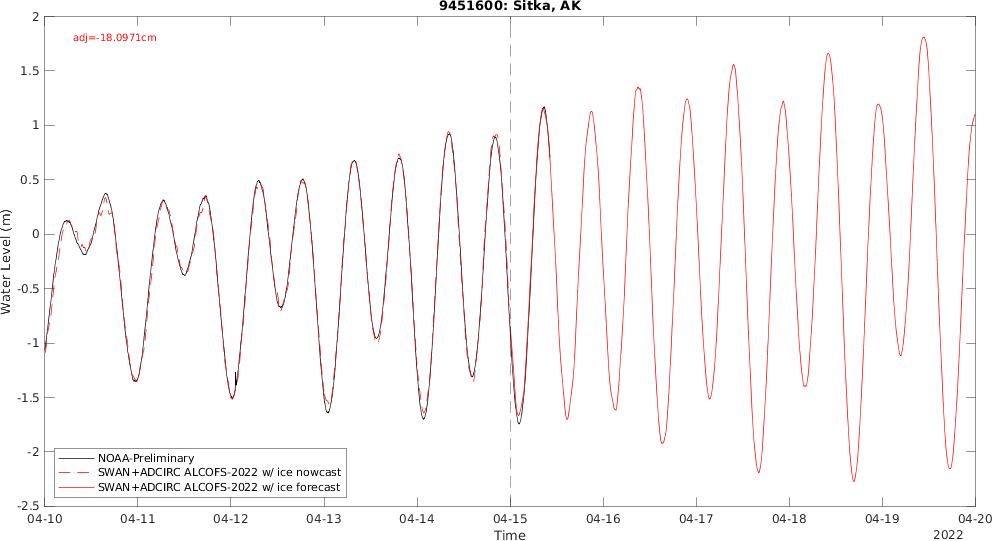 9451600: Sitka, AK
adj=-18.0971cm
2
1.5
1
0.5
0
-0.5
-1
-1.5
-2
-2.5
Water Level (m)
NOAA-Preliminary
SWAN+ADCIRC ALCOFS-2022 w/ ice nowcast
SWAN+ADCIRC ALCOFS-2022 w/ ice forecast
04-10 04-11 04-12 04-13 04-14 04-15 04-16 04-17 04-18 04-19 04-20
Time
2022